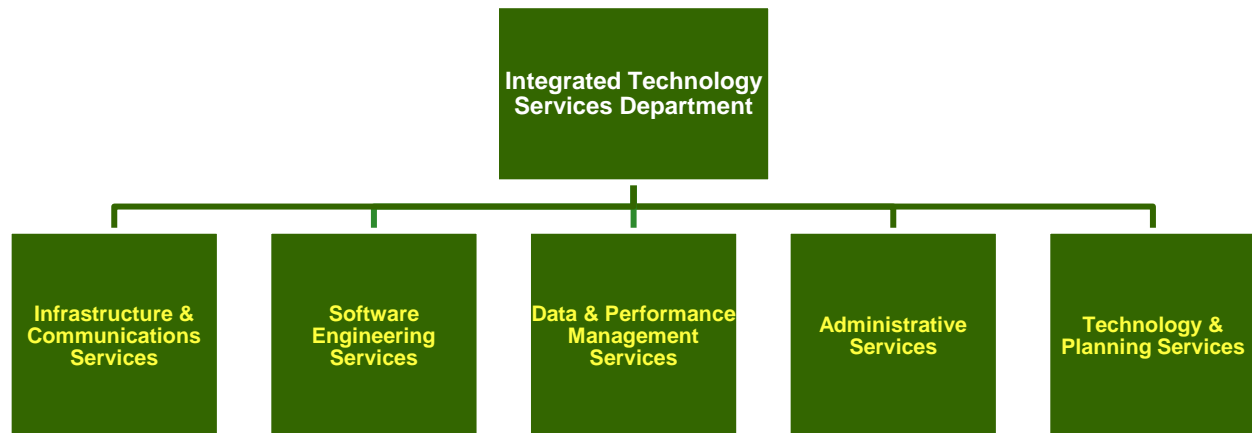 Integrated Technology
Services Department
Infrastructure &
Communications
Services
Software
Engineering
Services
Data & Performance
Management
Services
Administrative
Services
Technology &
Planning Services